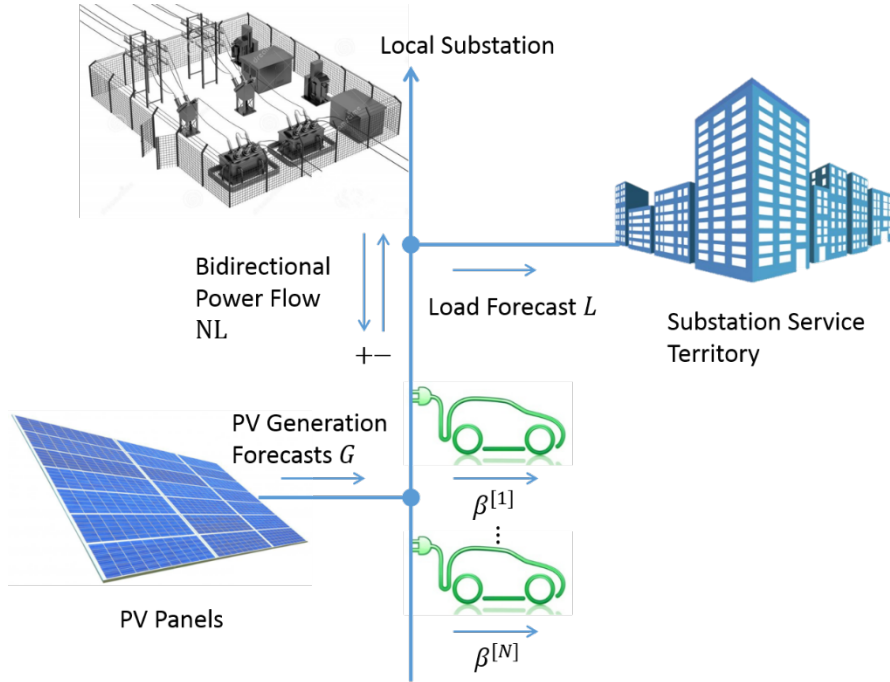 Local Substation
Bidirectional
Power Flow
NL
+−
Load Forecast L
Substation Service
Territory
PV Generation
Forecasts G
β^[1]
⋮
β^[N]
PV Panels